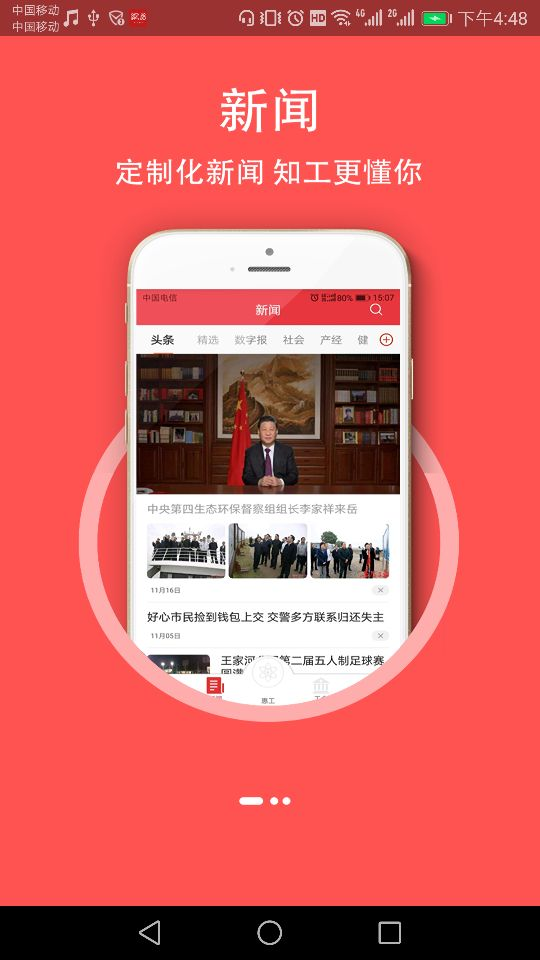 中国移动
中国移动
HD
4G
2G
下午4:48
新闻
定制化新闻 知工更懂你
中国电信
80%
15:07
新闻
头条
精选
数字报
社会
产经
健
中央第四生态环保督察组组长李家祥来岳
11月16日
好心市民捡到钱包上交 交警多方联系归还失主
11月05日
王家河
第二届五人制足球赛
圆满
惠工